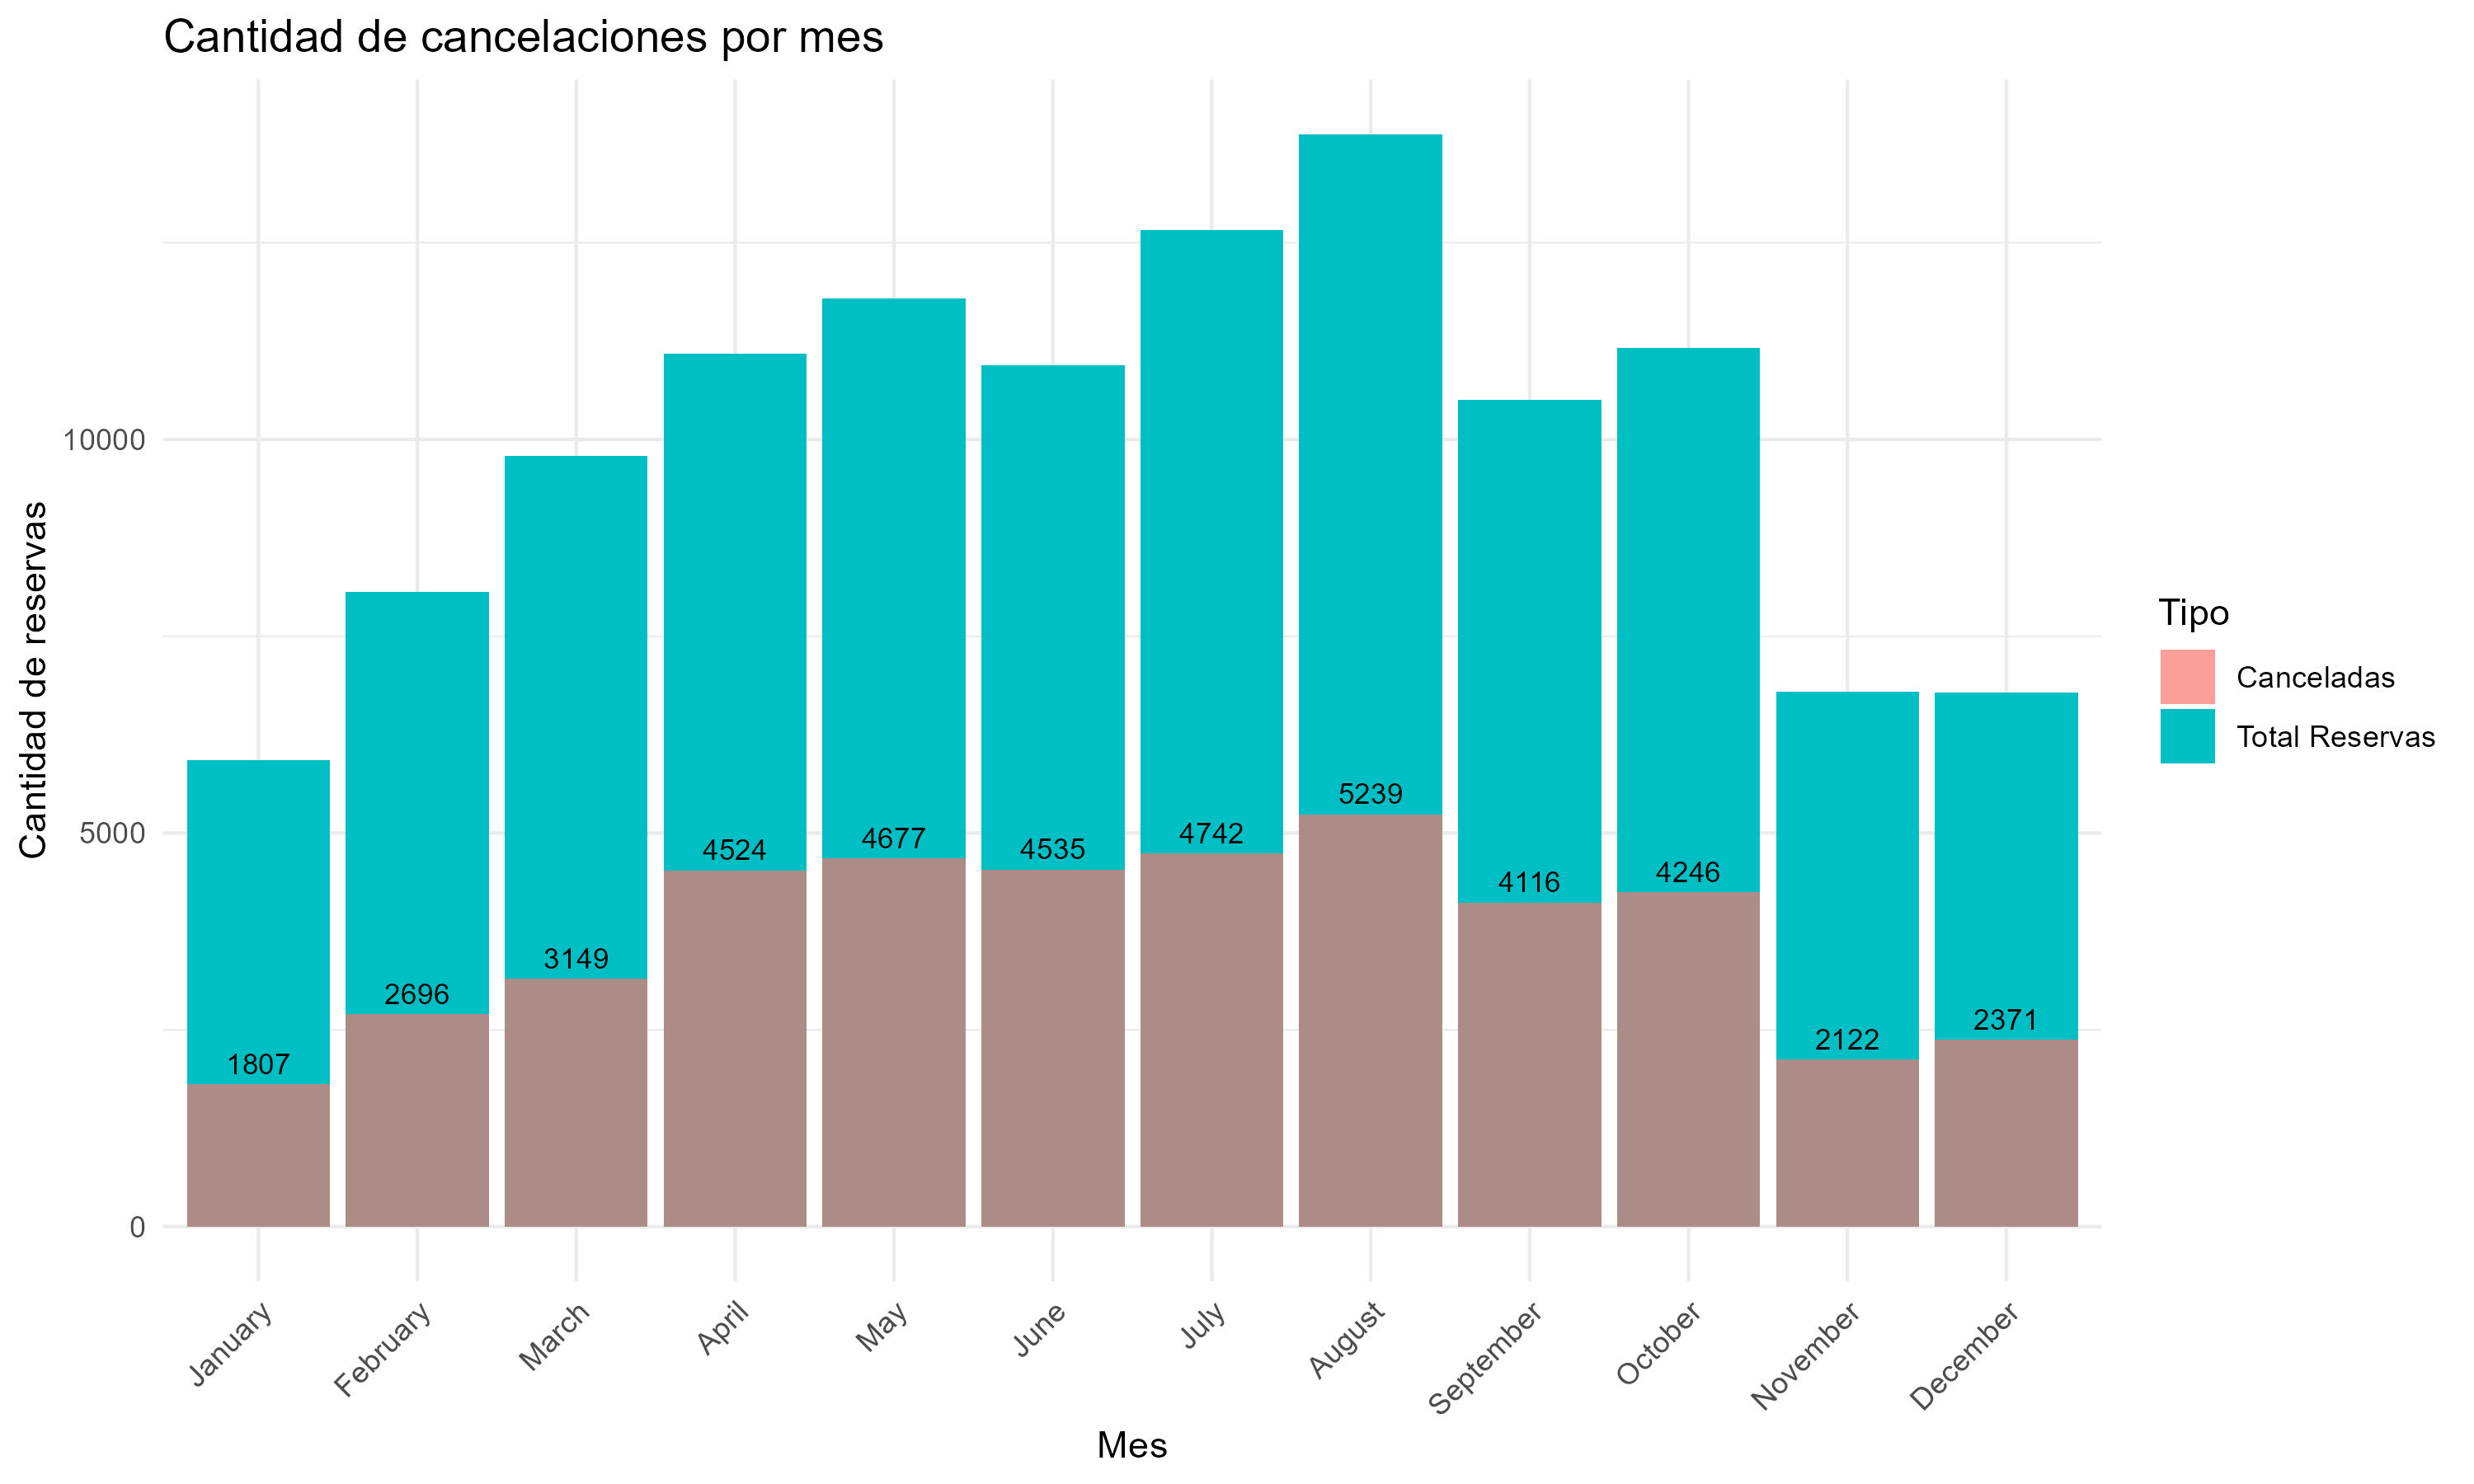 Cantidad de cancelaciones por mes
Cantidad de reservas
10000
5000
0
1807
2696
3149
4524
4677
4535
4742
5239
4116
4246
2122
2371
January
February
March
April
May
June
July
August
September
October
November
December
Mes
Tipo
Canceladas
Total Reservas